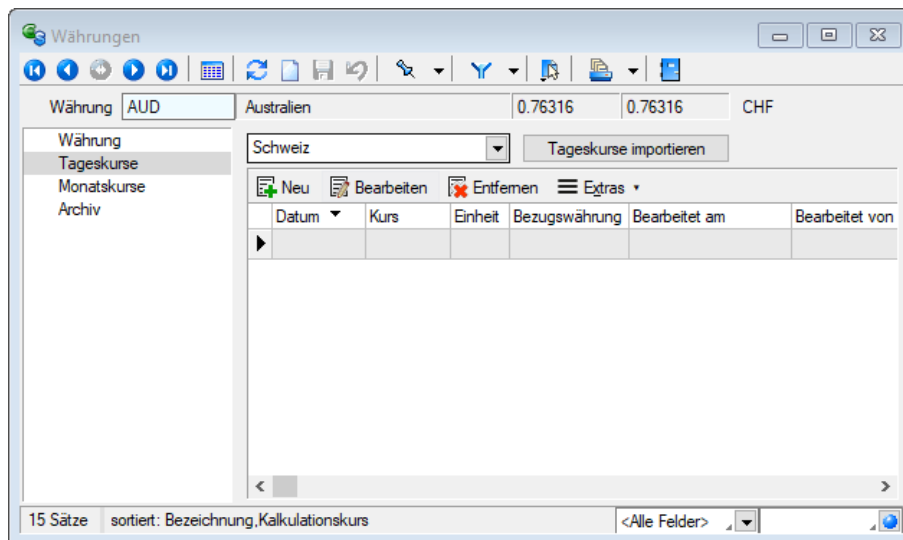 Währungen
Währung AUD Australien 0.76316 0.76316 CHF
Währung
Tageskurse
Monatskurse
Archiv
Schweiz Tageskurse importieren
Neu Bearbeiten Entfernen Extras
Datum Kurs Einheit Bezugswährung Bearbeitet am Bearbeitet von
15 Sätze sortiert: Bezeichnung,Kalkulationskurs <Alle Felder>